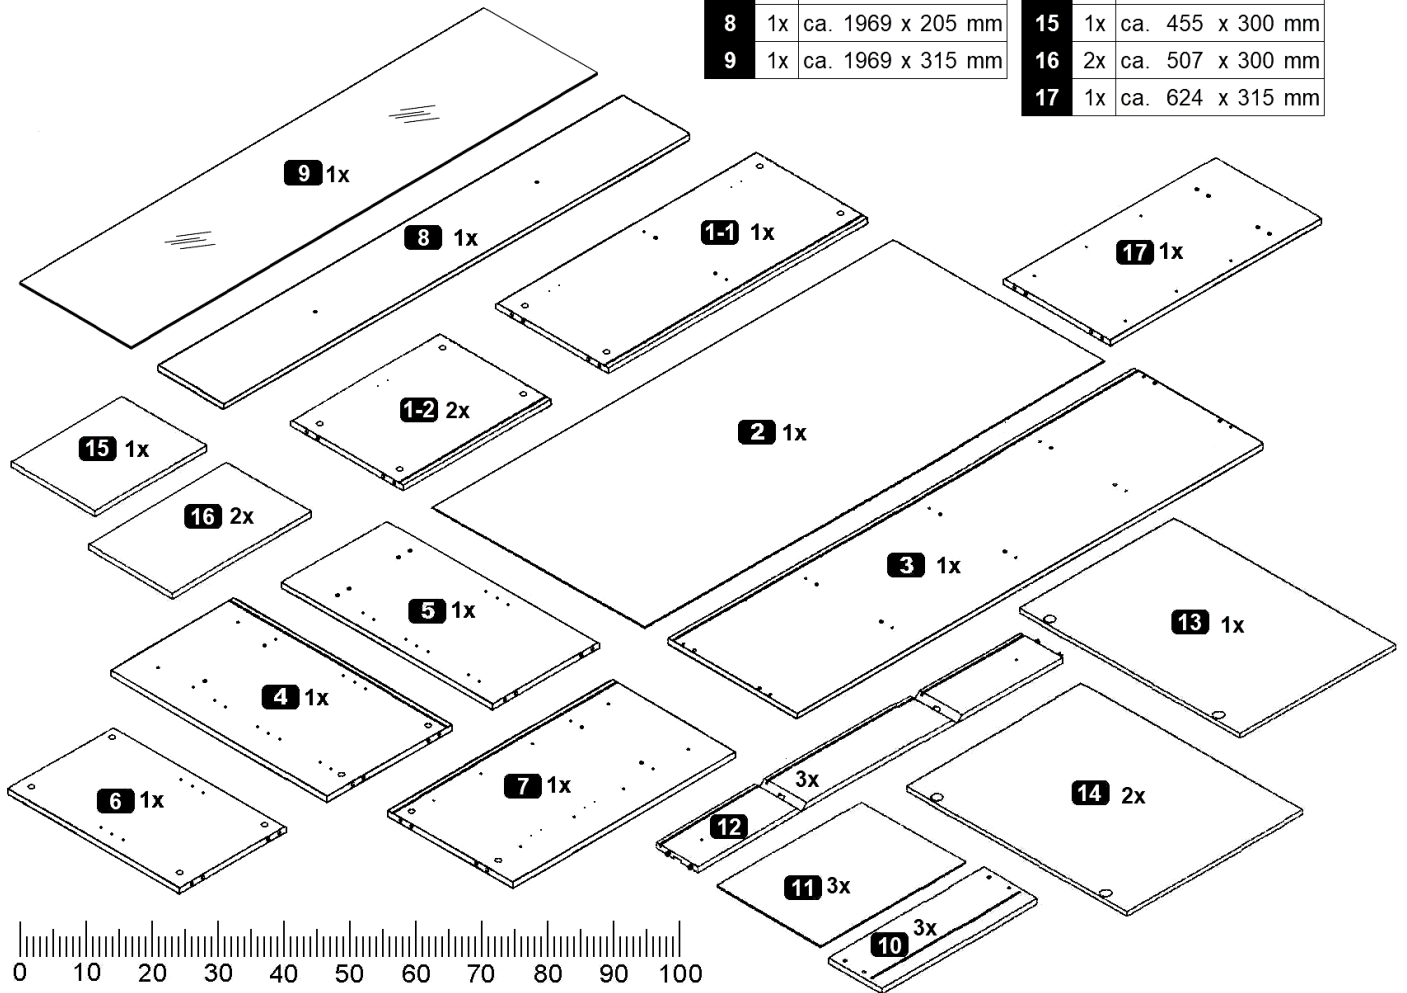 8 1x ca. 1969 x 205 mm
9 1x ca. 1969 x 315 mm
15 1x ca. 455 x 300 mm
16 2x ca. 507 x 300 mm
17 1x ca. 624 x 315 mm
9 1x
8 1x
1-1 1x
17 1x
1-2 2x
2 1x
15 1x
16 2x
3 1x
5 1x
13 1x
4 1x
7 1x
3x
14 2x
6 1x
12
11 3x
3x
10
0 10 20 30 40 50 60 70 80 90 100